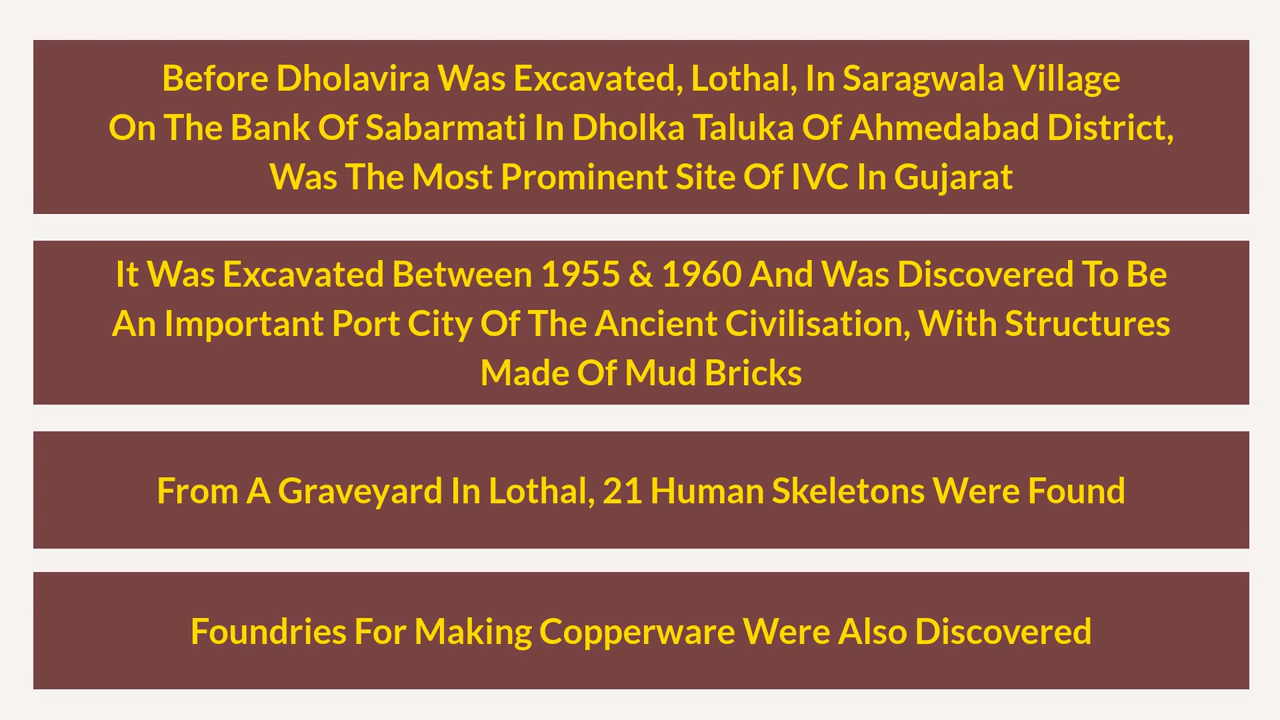 Before Dholavira Was Excavated, Lothal, In Saragwala Village
On The Bank Of Sabarmati In Dholka Taluka Of Ahmedabad District,
Was The Most Prominent Site Of IVC In Gujarat
It Was Excavated Between 1955 & 1960 And Was Discovered To Be
An Important Port City Of The Ancient Civilisation, With Structures
Made Of Mud Bricks
From A Graveyard In Lothal, 21 Human Skeletons Were Found
Foundries For Making Copperware Were Also Discovered